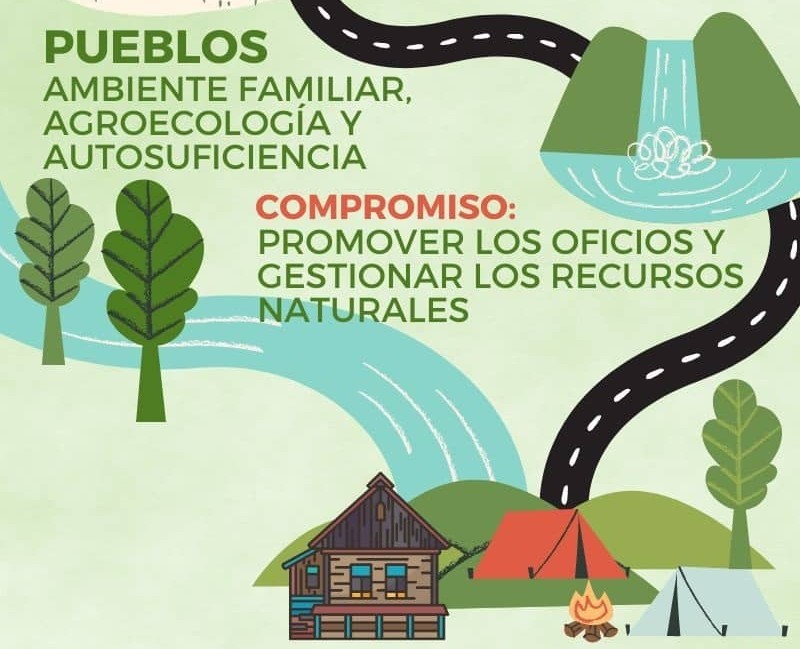 PUEBLOS
AMBIENTE FAMILIAR,
AGROECOLOGÍA Y
AUTOSUFICIENCIA
COMPROMISO:
PROMOVER LOS OFICIOS Y
GESTIONAR LOS RECURSOS
NATURALES